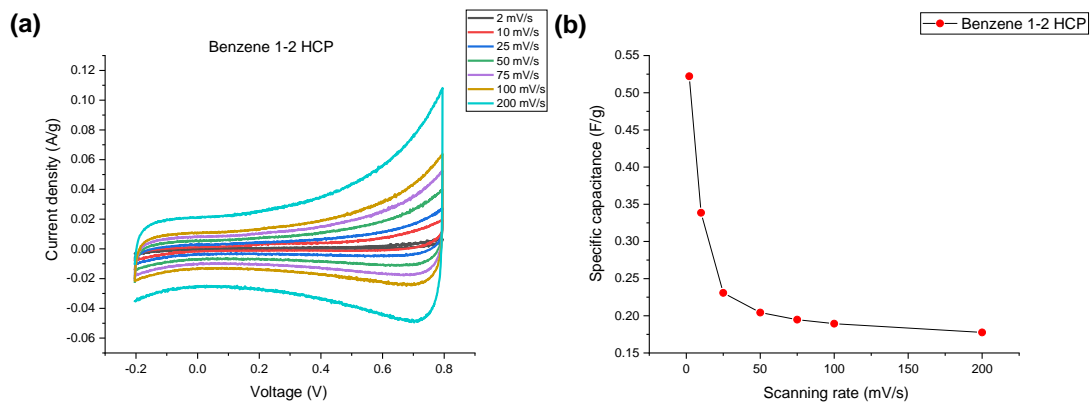 (a)
Benzene 1-2 HCP
2 mV/s
10 mV/s
25 mV/s
50 mV/s
75 mV/s
100 mV/s
200 mV/s
0.12
0.10
0.08
0.06
0.04
0.02
0.00
-0.02
-0.04
-0.06
Current density (A/g)
-0.2 0.0 0.2 0.4 0.6 0.8
Voltage (V)
(b)
Benzene 1-2 HCP
0.55
0.50
0.45
0.40
0.35
0.30
0.25
0.20
0.15
Specific capacitance (F/g)
0 50 100 150 200
Scanning rate (mV/s)